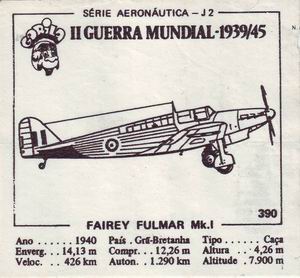 SÉRIE AERONÁUTICA - J 2
II GUERRA MUNDIAL-1939/45
390
FAIREY FULMAR Mk.I
Ano . . . . . 1940 País . Grã-Bretanha Tipo . . . . . Caça
Enverg. . . . 14,13 m Compr. . . 12,26 m Altura . . . 4,26 m
Veloc. . . 426 km Auton. . 1.290 km Altitude . 7.900 m